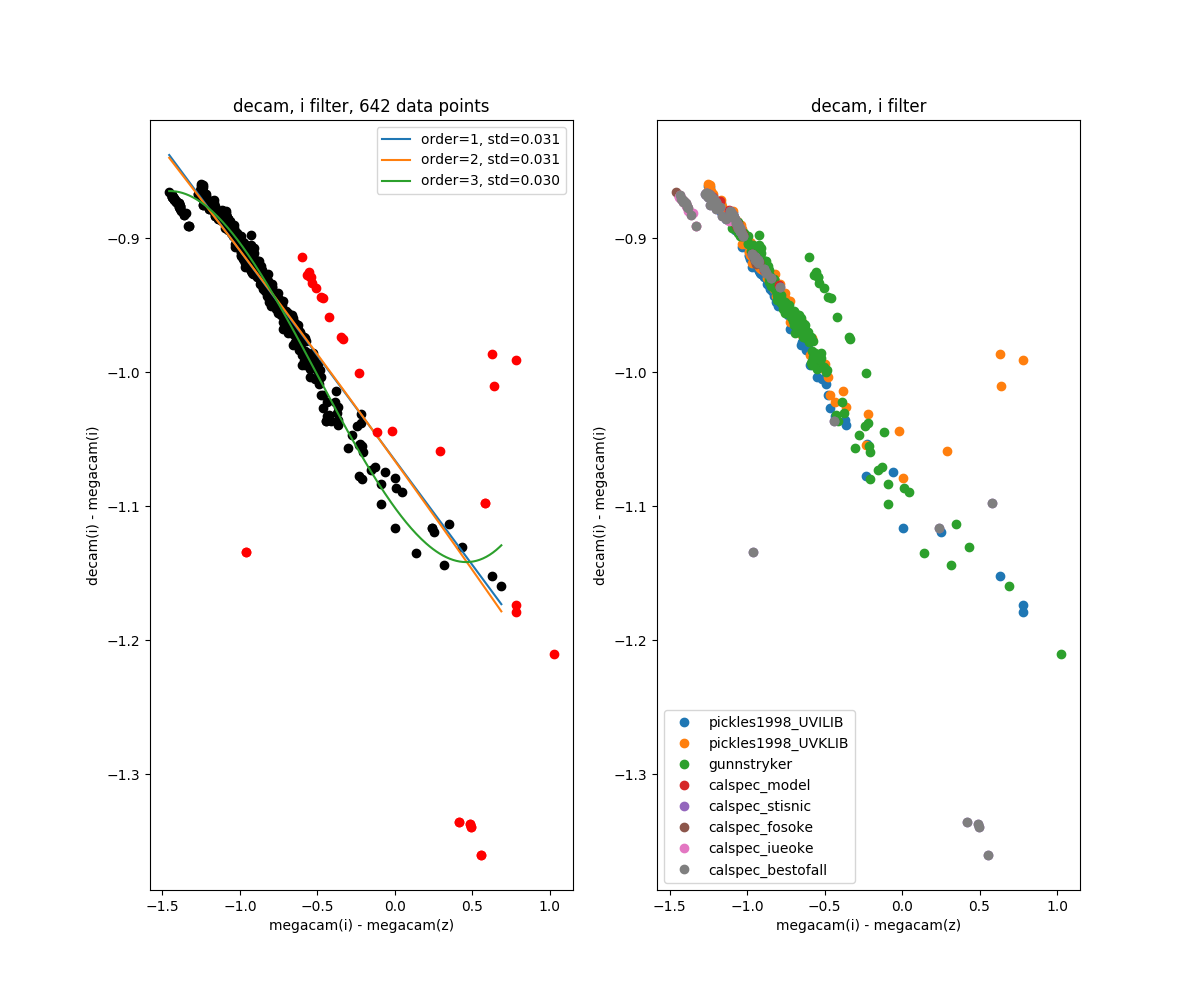 decam, i filter, 642 data points
order=1, std=0.031
order=2, std=0.031
order=3, std=0.030
−0.9
−1.0
−1.1
−1.2
−1.3
decam(i) - megacam(i)
−1.5
−1.0
−0.5
0.0
0.5
1.0
megacam(i) - megacam(z)
decam, i filter
−0.9
−1.0
−1.1
−1.2
−1.3
decam(i) - megacam(i)
pickles1998_UVILIB
pickles1998_UVKLIB
gunnstryker
calspec_model
calspec_stisnic
calspec_fosoke
calspec_iueoke
calspec_bestofall
−1.5
−1.0
−0.5
0.0
0.5
1.0
megacam(i) - megacam(z)